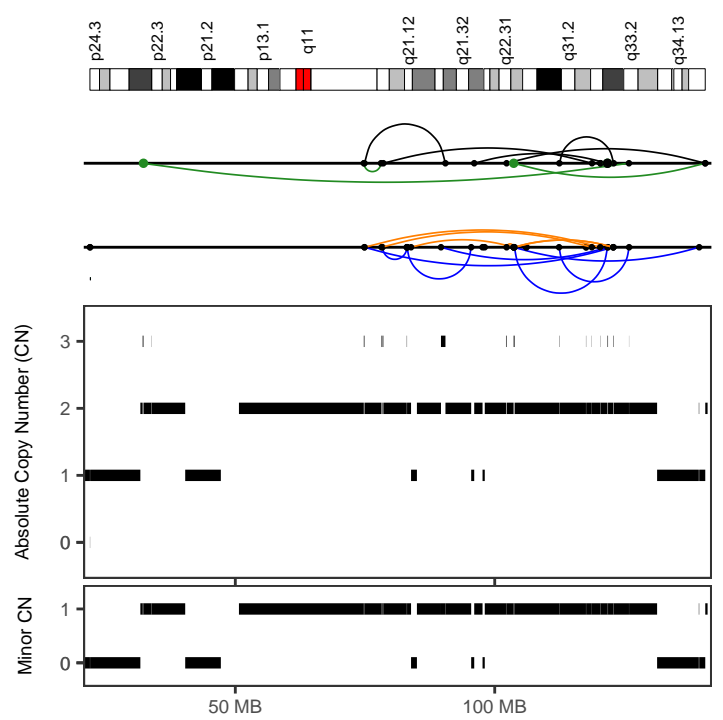 p24.3
p22.3
p21.2
p13.1
q11
q21.12
q21.32
q22.31
q31.2
q33.2
q34.13
Absolute Copy Number (CN)
3
2
1
0
Minor CN
1
0
50 MB
100 MB